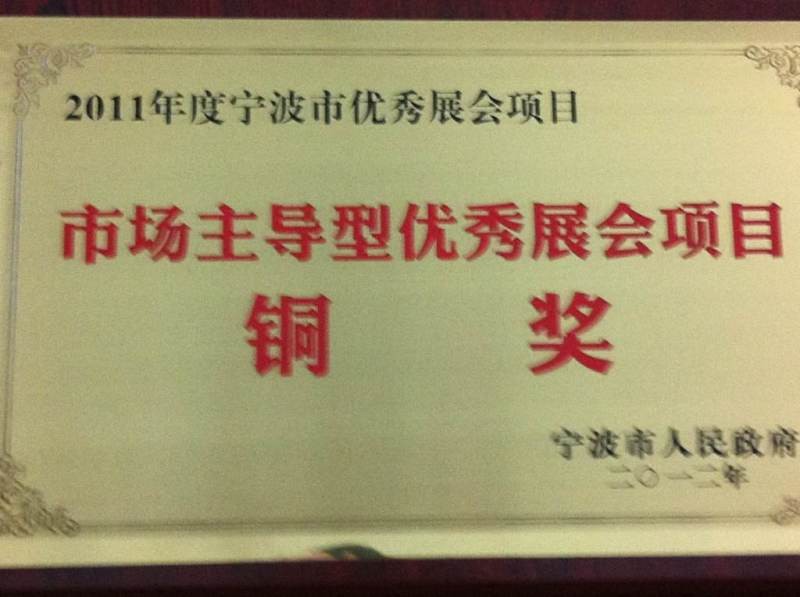 2011年度宁波市优秀展会项目
市场主导型优秀展会项目
铜 奖
宁波市人民政府
二〇一二年